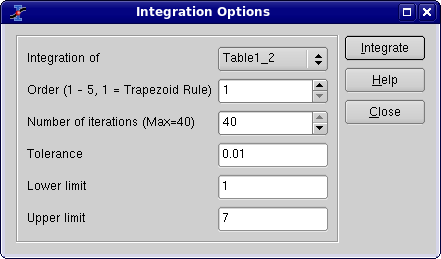 Integration Options
Integration of Table1_2 Integrate
Order (1 - 5, 1 = Trapezoid Rule) 1 Help
Number of iterations (Max=40) 40 Close
Tolerance 0.01
Lower limit 1
Upper limit 7